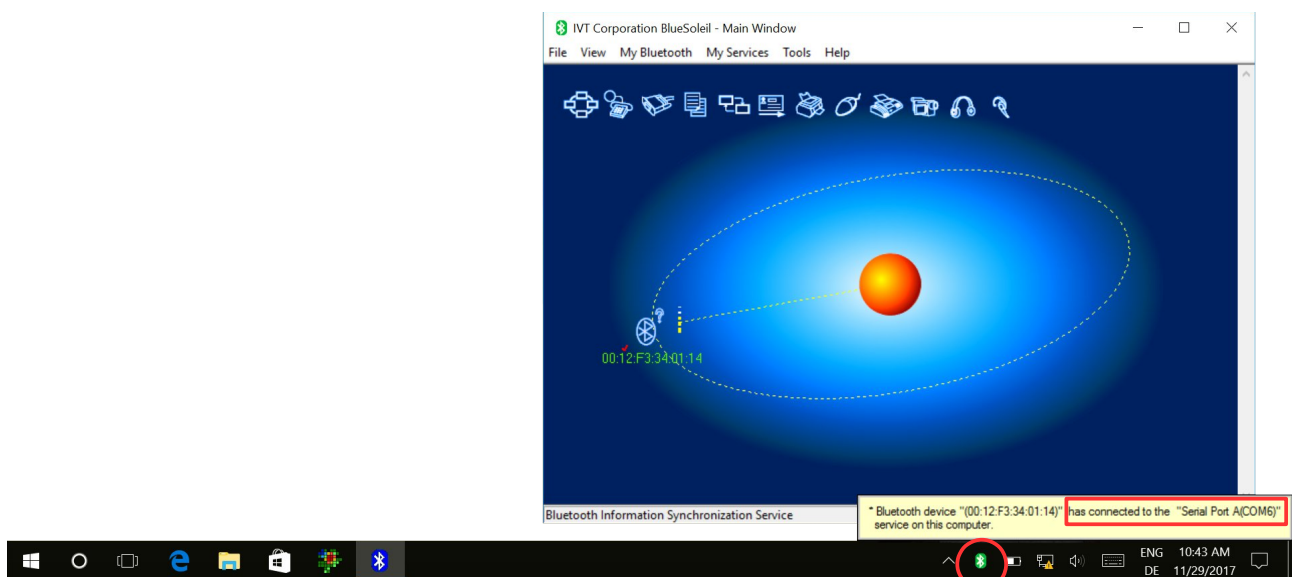 IVT Corporation BlueSoleil - Main Window
File View My Bluetooth My Services Tools Help
00:12:F3:34:01:14
Bluetooth Information Synchronization Service
* Bluetooth device "(00:12:F3:34:01:14)" has connected to the "Serial Port A(COM6)"
service on this computer.
ENG 10:43 AM
DE 11/29/2017